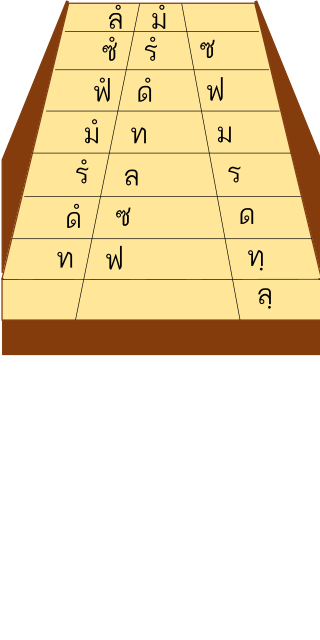 ลํ มํ
ซํ รํ ซ
ฟํ ดํ ฟ
มํ ท ม
รํ ล ร
ดํ ซ ด
ท ฟ ทฺ
ลฺ